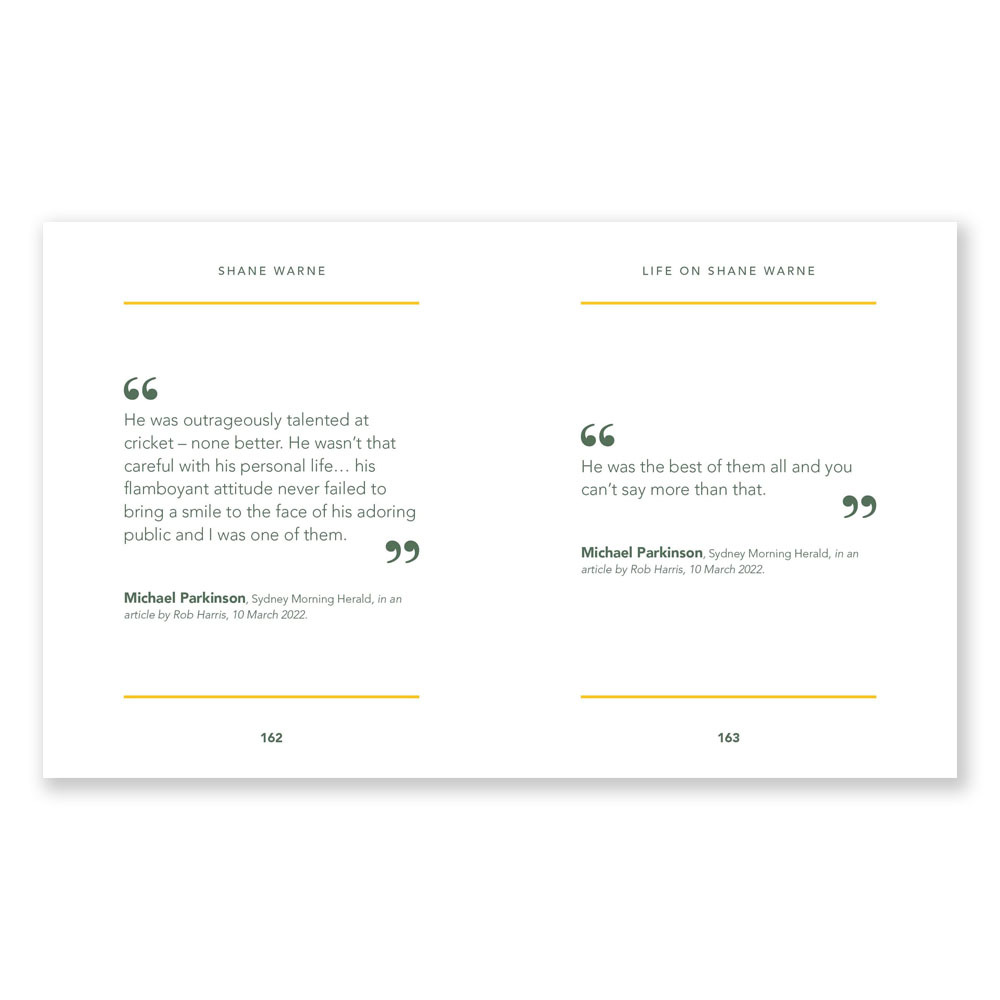 SHANE WARNE
“
He was outrageously talented at
cricket – none better. He wasn’t that
careful with his personal life… his
flamboyant attitude never failed to
bring a smile to the face of his adoring
public and I was one of them.
”
Michael Parkinson, Sydney Morning Herald, in an
article by Rob Harris, 10 March 2022.
162
LIFE ON SHANE WARNE
“
He was the best of them all and you
can’t say more than that.
”
Michael Parkinson, Sydney Morning Herald, in an
article by Rob Harris, 10 March 2022.
163